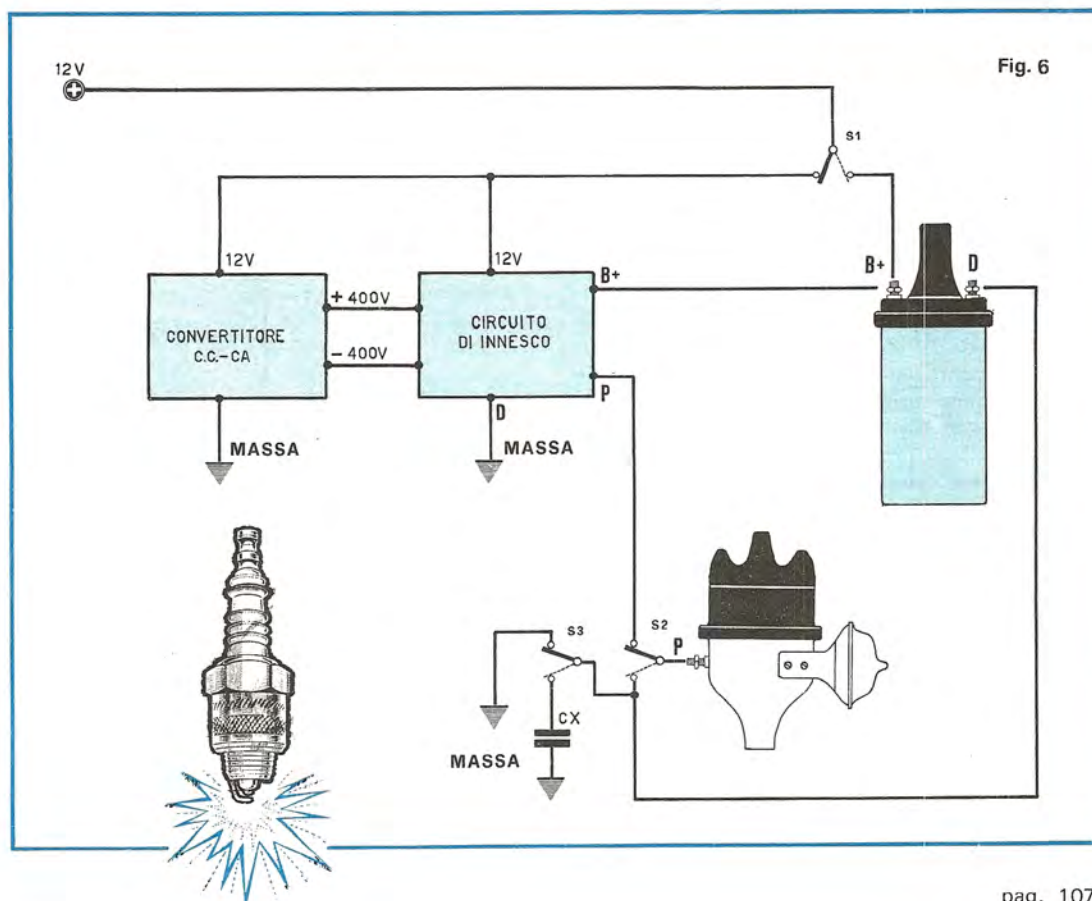 Fig. 6
12V
S1
B+
D
12V
12V
B+
+ 400V
- 400V
CONVERTITORE
C.C.-CA
CIRCUITO
DI INNESCO
P
D
MASSA
MASSA
S3
S2
P
CX
MASSA
pag. 107